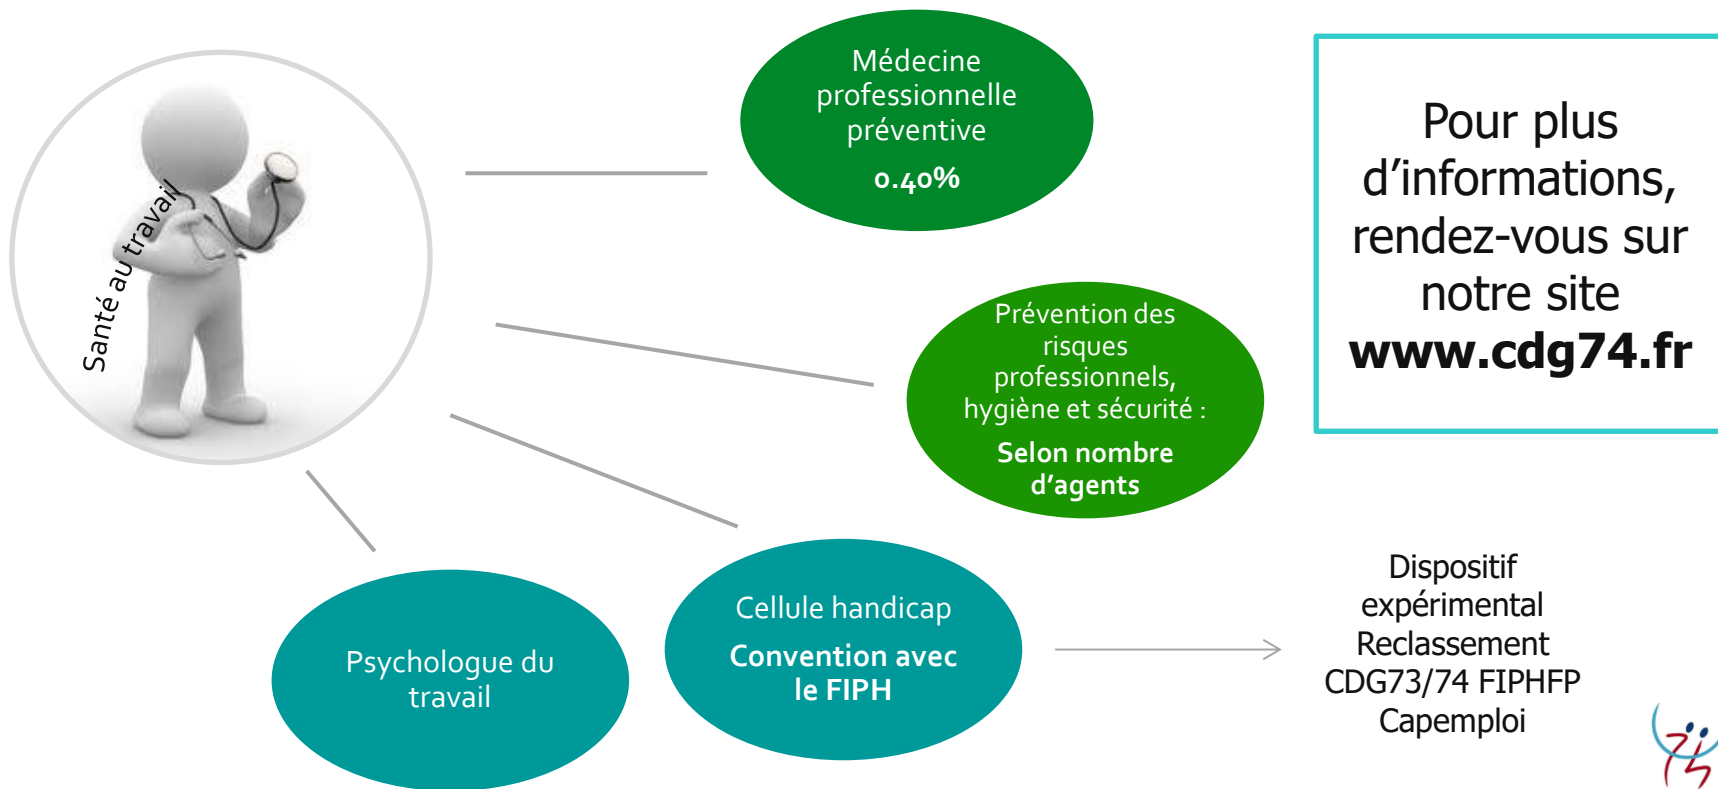 Santé au travail
Médecine
professionnelle
préventive
0.40%
Prévention des
risques
professionnels,
hygiène et sécurité :
Selon nombre
d’agents
Cellule handicap
Convention avec
le FIPH
Psychologue du
travail
Pour plus
d’informations,
rendez-vous sur
notre site
www.cdg74.fr
Dispositif
expérimental
Reclassement
CDG73/74 FIPHFP
Capemploi
74